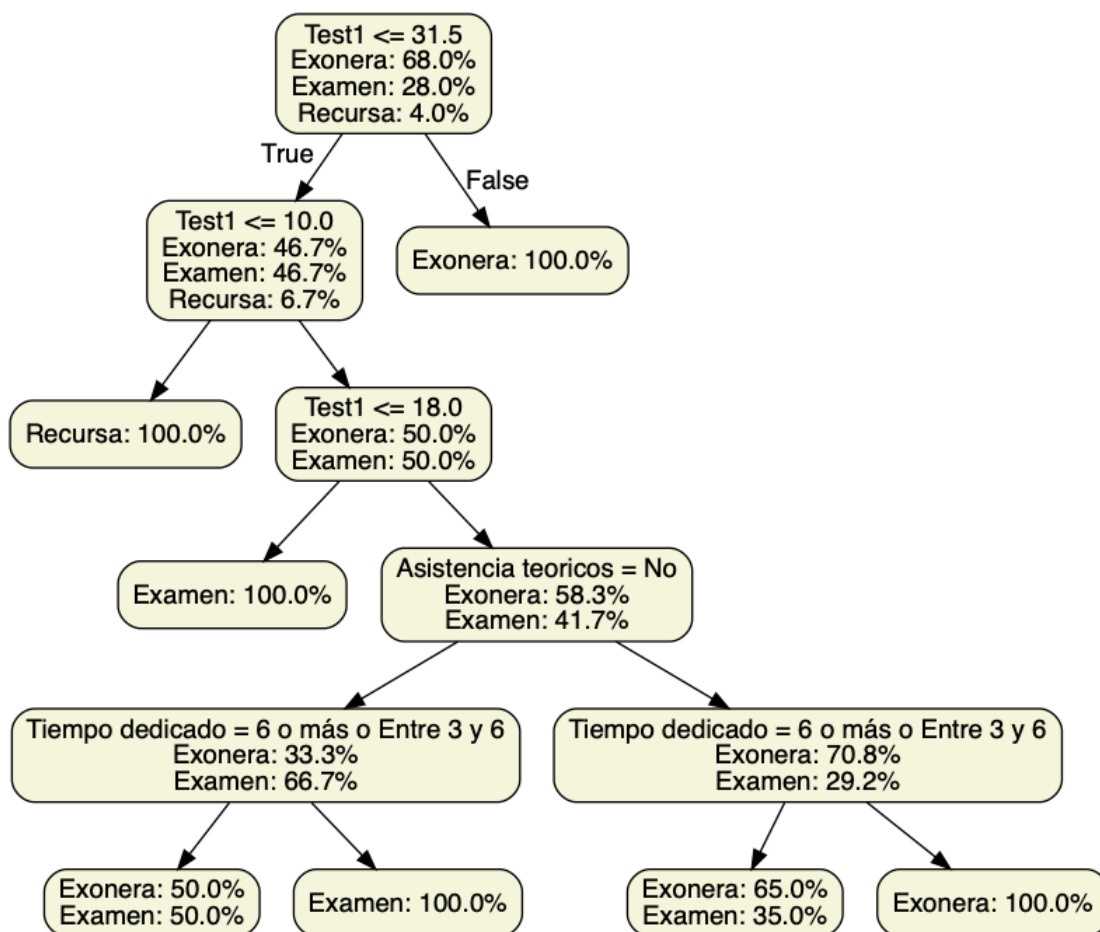 Test1 <= 31.5
Exonera: 68.0%
Examen: 28.0%
Recursa: 4.0%
True
False
Test1 <= 10.0
Exonera: 46.7%
Examen: 46.7%
Recursa: 6.7%
Exonera: 100.0%
Recursa: 100.0%
Test1 <= 18.0
Exonera: 50.0%
Examen: 50.0%
Examen: 100.0%
Asistencia teoricos = No
Exonera: 58.3%
Examen: 41.7%
Tiempo dedicado = 6 o más o Entre 3 y 6
Exonera: 33.3%
Examen: 66.7%
Tiempo dedicado = 6 o más o Entre 3 y 6
Exonera: 70.8%
Examen: 29.2%
Exonera: 50.0%
Examen: 50.0%
Examen: 100.0%
Exonera: 65.0%
Examen: 35.0%
Exonera: 100.0%